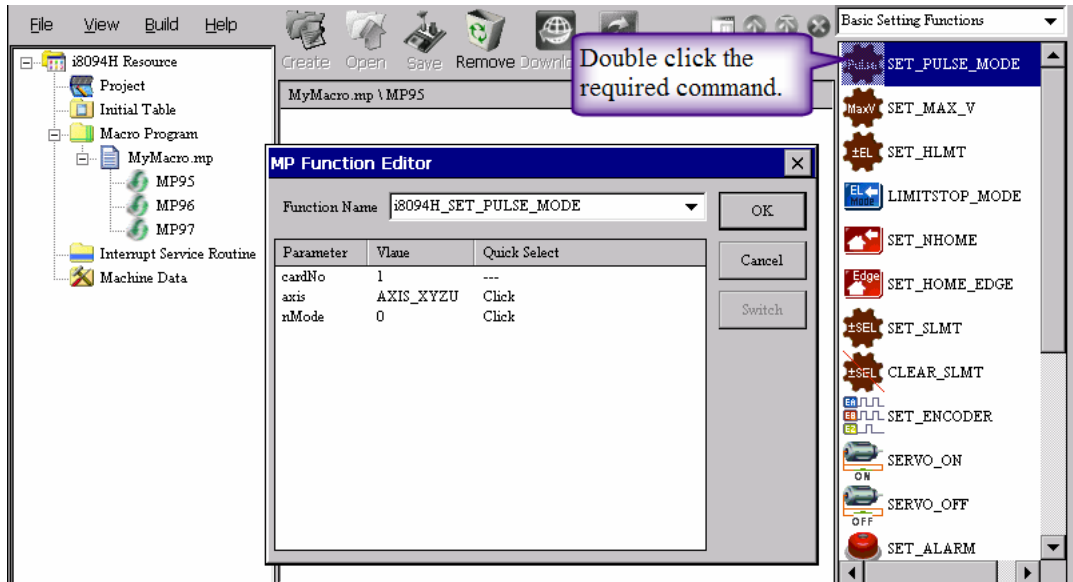 File View Build Help
Create Open Save Remove Downlo
i8094H Resource
Project
Initial Table
Macro Program
MyMacro.mp
MP95
MP96
MP97
Interrupt Service Routine
Machine Data
MyMacro.mp \ MP95
Double click the
required command.
MP Function Editor
Function Name i8094H_SET_PULSE_MODE
OK
Cancel
Switch
Parameter Vlaue Quick Select
cardNo 1 ---
axis AXIS_XYZU Click
nMode 0 Click
Basic Setting Functions
Pulse SET_PULSE_MODE
MaxV SET_MAX_V
±EL SET_HLMT
EL Mode LIMITSTOP_MODE
SET_NHOME
Edge SET_HOME_EDGE
±SEL SET_SLMT
±SEL CLEAR_SLMT
EA EB EZ SET_ENCODER
ON SERVO_ON
OFF SERVO_OFF
SET_ALARM